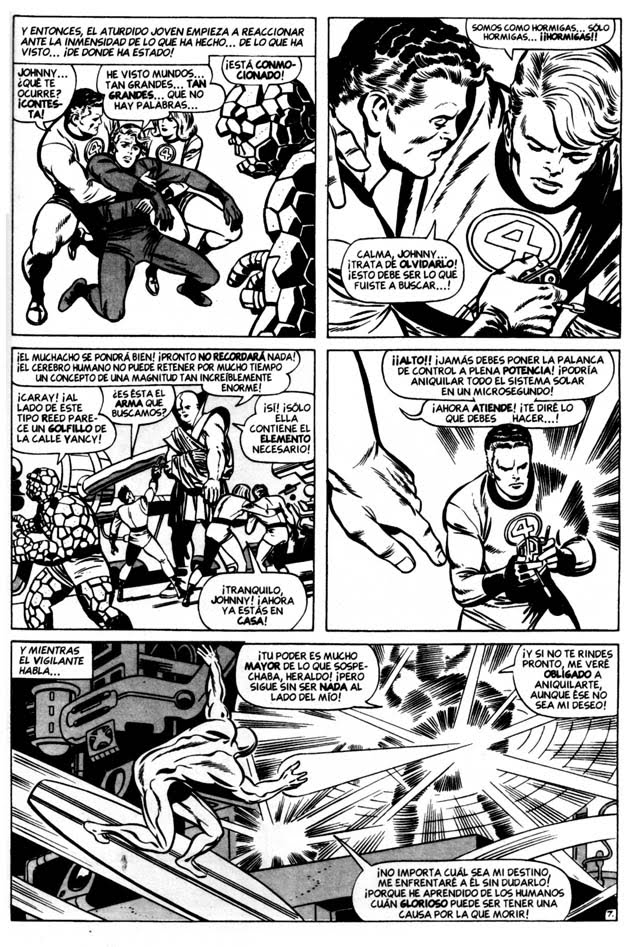 Y ENTONCES, EL ATURDIDO JOVEN EMPIEZA A REACCIONAR
ANTE LA INMENSIDAD DE LO QUE HA HECHO... DE LO QUE HA
VISTO... ¡DE DONDE HA ESTADO!
JOHNNY...
¿QUÉ TE
OCURRE?
¡CONTES-
TA!
HE VISTO MUNDOS...
TAN GRANDES... TAN
GRANDES... QUE NO
HAY PALABRAS...
¡ESTÁ CONMO-
CIONADO!
SOMOS COMO HORMIGAS... SÓLO
HORMIGAS... ¡¡HORMIGAS!!
CALMA, JOHNNY...
¡TRATA DE OLVIDARLO!
¡ESTO DEBE SER LO QUE
FUISTE A BUSCAR...!
¡EL MUCHACHO SE PONDRÁ BIEN! ¡PRONTO NO RECORDARÁ NADA!
¡EL CEREBRO HUMANO NO PUEDE RETENER POR MUCHO TIEMPO
UN CONCEPTO DE UNA MAGNITUD TAN INCREÍBLEMENTE
ENORME!
¡CARAY! ¡AL
LADO DE ESTE
TIPO REED PARE-
CE UN GOLFILLO DE
LA CALLE YANCY!
¿ES ÉSTA EL
ARMA QUE
BUSCAMOS?
¡SÍ! ¡SÓLO
ELLA CONTIENE EL
ELEMENTO
NECESARIO!
¡TRANQUILO,
JOHNNY! ¡AHORA
YA ESTÁS EN
CASA!
¡¡ALTO!! ¡JAMÁS DEBES PONER LA PALANCA
DE CONTROL A PLENA POTENCIA! ¡PODRÍA
ANIQUILAR TODO EL SISTEMA SOLAR
EN UN MICROSEGUNDO!
¡AHORA ATIENDE! ¡TE DIRÉ LO
QUE DEBES HACER...!
4
Y MIENTRAS
EL VIGILANTE
HABLA...
¡TU PODER ES MUCHO
MAYOR DE LO QUE SOSPE-
CHABA, HERALDO! ¡PERO
SIGUE SIN SER NADA AL
LADO DEL MÍO!
¡Y SI NO TE RINDES
PRONTO, ME VERÉ
OBLIGADO A
ANIQUILARTE,
AUNQUE ÉSE NO
SEA MI DESEO!
¡NO IMPORTA CUÁL SEA MI DESTINO,
ME ENFRENTARÉ A ÉL SIN DUDARLO!
¡PORQUE HE APRENDIDO DE LOS HUMANOS
CUÁN GLORIOSO PUEDE SER TENER UNA
CAUSA POR LA QUE MORIR!
7.